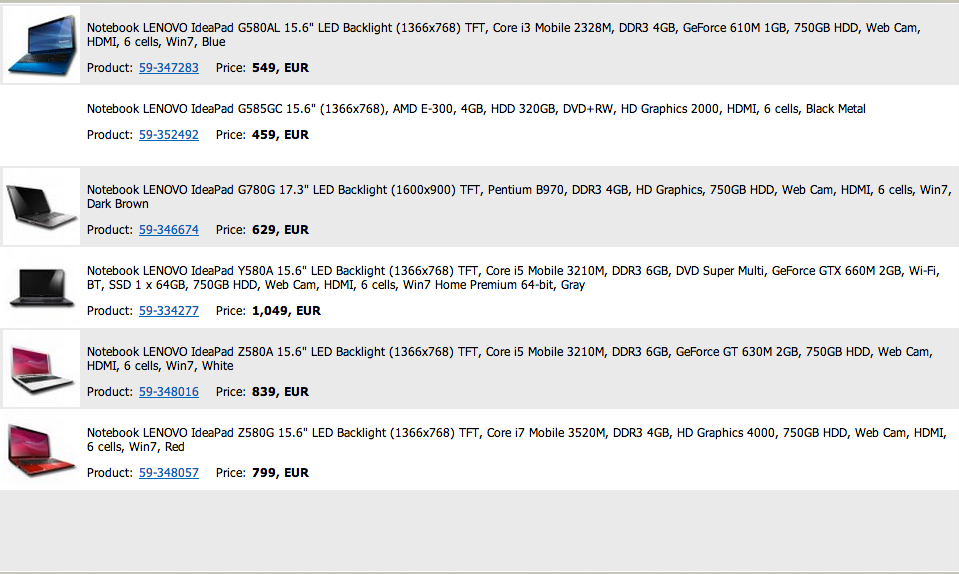 Notebook LENOVO IdeaPad G580AL 15.6" LED Backlight (1366x768) TFT, Core i3 Mobile 2328M, DDR3 4GB, GeForce 610M 1GB, 750GB HDD, Web Cam,
HDMI, 6 cells, Win7, Blue
Product: 59-347283 Price: 549, EUR
Notebook LENOVO IdeaPad G585GC 15.6" (1366x768), AMD E-300, 4GB, HDD 320GB, DVD+RW, HD Graphics 2000, HDMI, 6 cells, Black Metal
Product: 59-352492 Price: 459, EUR
Notebook LENOVO IdeaPad G780G 17.3" LED Backlight (1600x900) TFT, Pentium B970, DDR3 4GB, HD Graphics, 750GB HDD, Web Cam, HDMI, 6 cells, Win7,
Dark Brown
Product: 59-346674 Price: 629, EUR
Notebook LENOVO IdeaPad Y580A 15.6" LED Backlight (1366x768) TFT, Core i5 Mobile 3210M, DDR3 6GB, DVD Super Multi, GeForce GTX 660M 2GB, Wi-Fi,
BT, SSD 1 x 64GB, 750GB HDD, Web Cam, HDMI, 6 cells, Win7 Home Premium 64-bit, Gray
Product: 59-334277 Price: 1,049, EUR
Notebook LENOVO IdeaPad Z580A 15.6" LED Backlight (1366x768) TFT, Core i5 Mobile 3210M, DDR3 6GB, GeForce GT 630M 2GB, 750GB HDD, Web Cam,
HDMI, 6 cells, Win7, White
Product: 59-348016 Price: 839, EUR
Notebook LENOVO IdeaPad Z580G 15.6" LED Backlight (1366x768) TFT, Core i7 Mobile 3520M, DDR3 4GB, HD Graphics 4000, 750GB HDD, Web Cam, HDMI,
6 cells, Win7, Red
Product: 59-348057 Price: 799, EUR